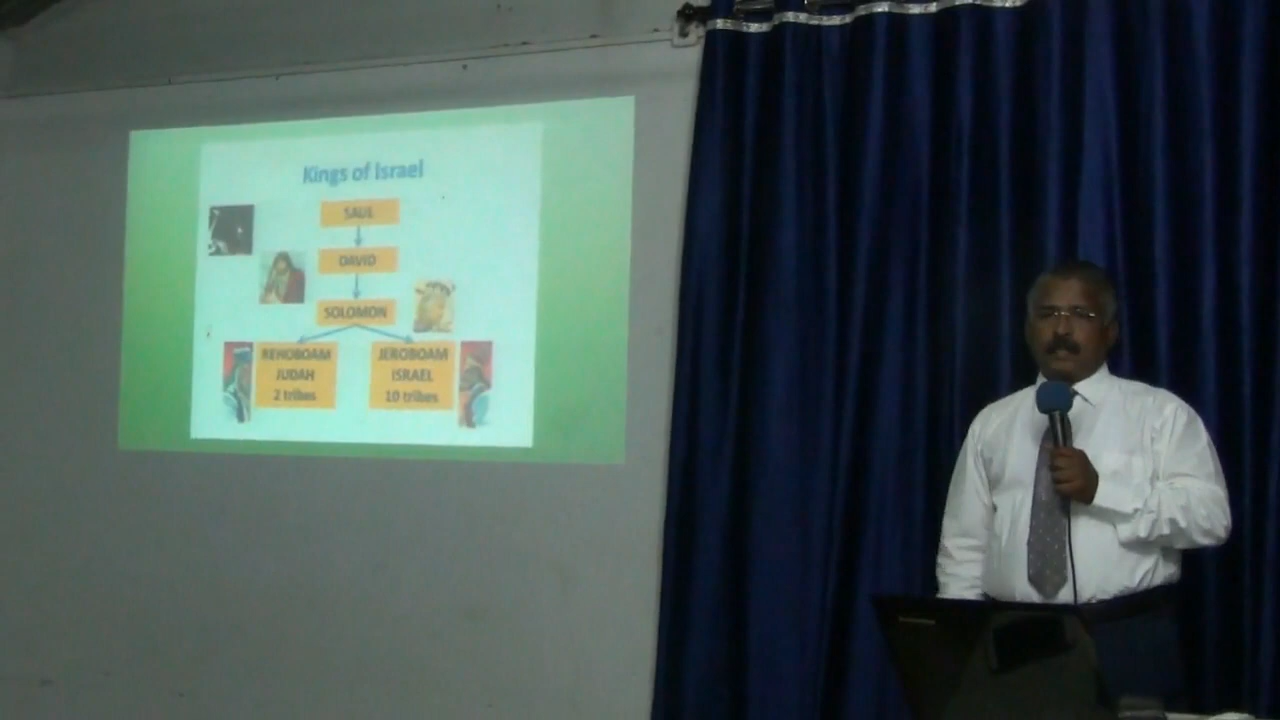 Kings of Israel
SAUL
DAVID
SOLOMON
REHOBOAM
JUDAH
2 tribes
JEROBOAM
ISRAEL
10 tribes